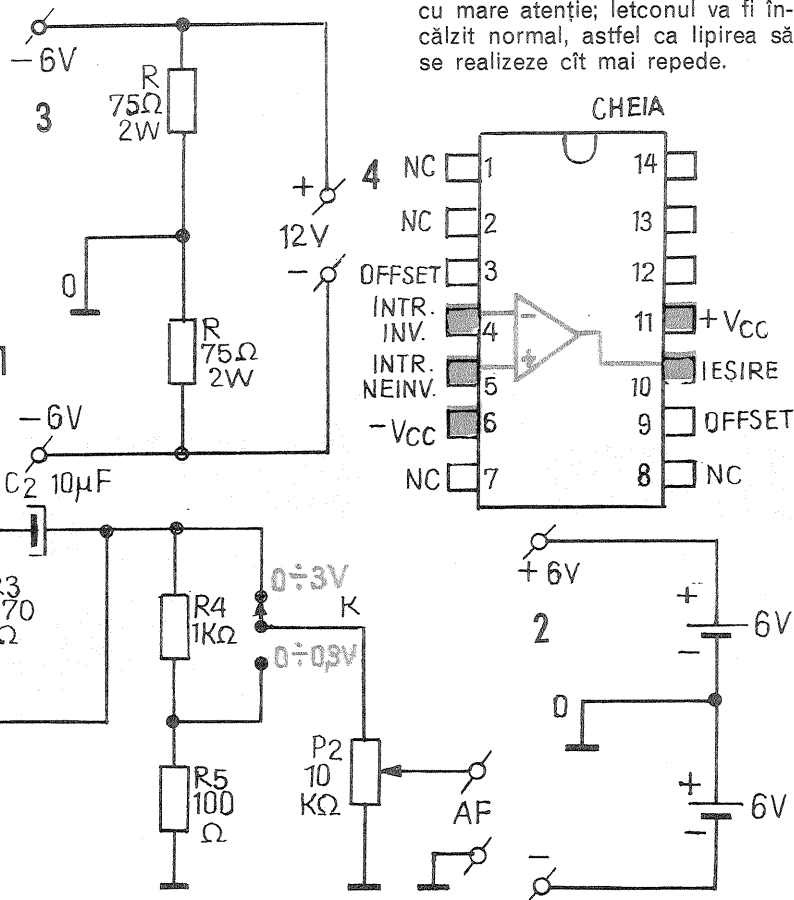 cu mare atenție; letconul va fi în-
călzit normal, astfel ca lipirea să
se realizeze cît mai repede.
−6V
R
75Ω
2W
3
0
R
75Ω
2W
+
12V
−
−6V
4
CHEIA
NC 1
NC 2
OFFSET 3
INTR.
INV. 4
INTR.
NEINV. 5
−VCC 6
NC 7
−
+
14
13
12
11 +VCC
10 IESIRE
9 OFFSET
8 NC
C2 10µF
R4
1KΩ
0÷3V
K
0÷0,3V
R5
100
Ω
P2
10
KΩ
AF
+6V
2
+
6V
−
0
+
6V
−
−